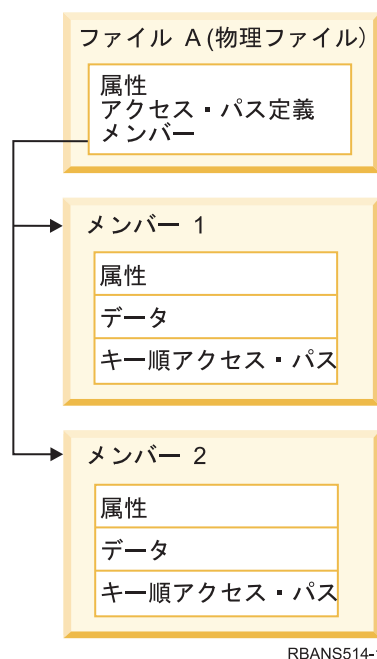 ファイル A (物理ファイル)
属性
アクセス・パス定義
メンバー
メンバー 1
属性
データ
キー順アクセス・パス
メンバー 2
属性
データ
キー順アクセス・パス
RBANS514-